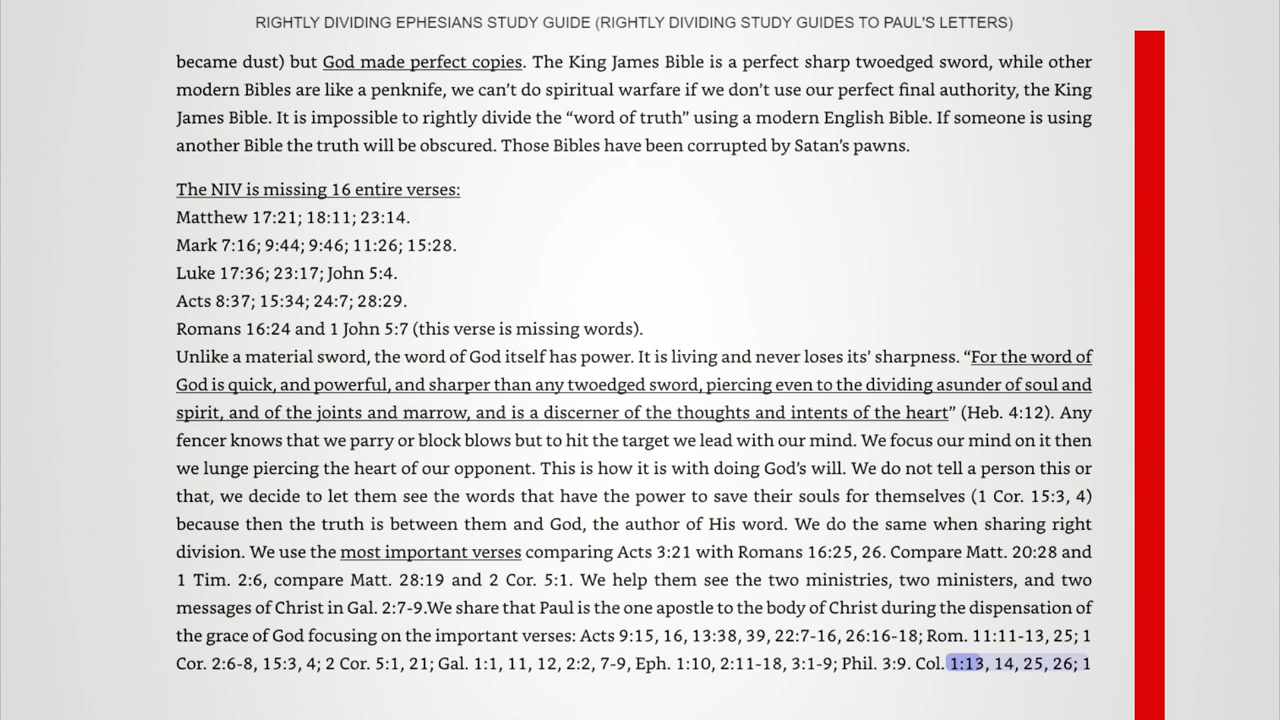 RIGHTLY DIVIDING EPHESIANS STUDY GUIDE (RIGHTLY DIVIDING STUDY GUIDES TO PAUL'S LETTERS)
became dust) but God made perfect copies. The King James Bible is a perfect sharp twoedged sword, while other
modern Bibles are like a penknife, we can’t do spiritual warfare if we don’t use our perfect final authority, the King
James Bible. It is impossible to rightly divide the “word of truth” using a modern English Bible. If someone is using
another Bible the truth will be obscured. Those Bibles have been corrupted by Satan’s pawns.
The NIV is missing 16 entire verses:
Matthew 17:21; 18:11; 23:14.
Mark 7:16; 9:44; 9:46; 11:26; 15:28.
Luke 17:36; 23:17; John 5:4.
Acts 8:37; 15:34; 24:7; 28:29.
Romans 16:24 and 1 John 5:7 (this verse is missing words).
Unlike a material sword, the word of God itself has power. It is living and never loses its’ sharpness. “For the word of
God is quick, and powerful, and sharper than any twoedged sword, piercing even to the dividing asunder of soul and
spirit, and of the joints and marrow, and is a discerner of the thoughts and intents of the heart” (Heb. 4:12). Any
fencer knows that we parry or block blows but to hit the target we lead with our mind. We focus our mind on it then
we lunge piercing the heart of our opponent. This is how it is with doing God’s will. We do not tell a person this or
that, we decide to let them see the words that have the power to save their souls for themselves (1 Cor. 15:3, 4)
because then the truth is between them and God, the author of His word. We do the same when sharing right
division. We use the most important verses comparing Acts 3:21 with Romans 16:25, 26. Compare Matt. 20:28 and
1 Tim. 2:6, compare Matt. 28:19 and 2 Cor. 5:1. We help them see the two ministries, two ministers, and two
messages of Christ in Gal. 2:7-9.We share that Paul is the one apostle to the body of Christ during the dispensation of
the grace of God focusing on the important verses: Acts 9:15, 16, 13:38, 39, 22:7-16, 26:16-18; Rom. 11:11-13, 25; 1
Cor. 2:6-8, 15:3, 4; 2 Cor. 5:1, 21; Gal. 1:1, 11, 12, 2:2, 7-9, Eph. 1:10, 2:11-18, 3:1-9; Phil. 3:9. Col. 1:13, 14, 25, 26; 1